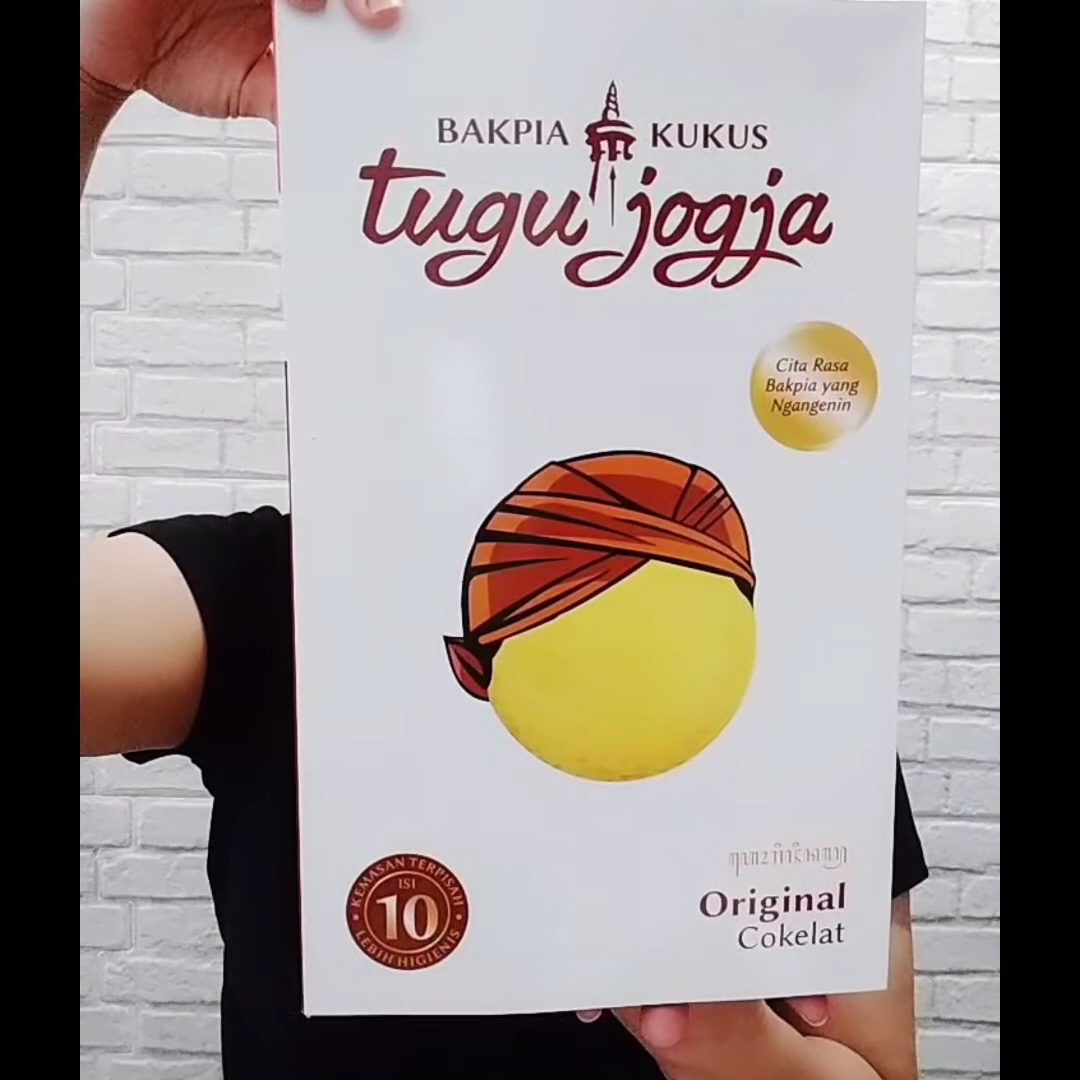 BAKPIA KUKUS
tugu jogja
Cita Rasa
Bakpia yang
Ngangenin
KEMASAN TERPISAH
ISI
10
LEBIH HIGIENIS
Original
Cokelat